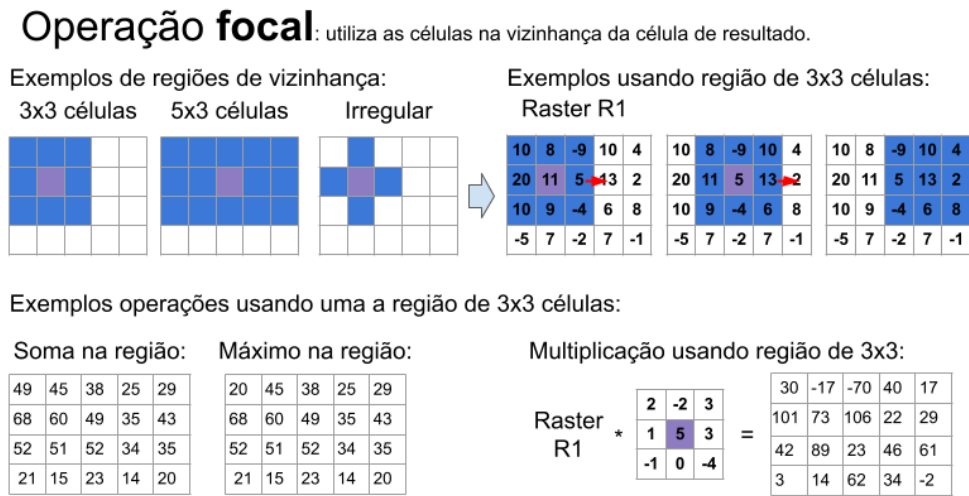 Operação focal: utiliza as células na vizinhança da célula de resultado.
Exemplos de regiões de vizinhança:
3x3 células 5x3 células Irregular
Exemplos usando região de 3x3 células:
Raster R1
10 8 -9 10 4
20 11 5 13 2
10 9 -4 6 8
-5 7 -2 7 -1
10 8 -9 10 4
20 11 5 13 2
10 9 -4 6 8
-5 7 -2 7 -1
10 8 -9 10 4
20 11 5 13 2
10 9 -4 6 8
-5 7 -2 7 -1
Exemplos operações usando uma a região de 3x3 células:
Soma na região:
49 45 38 25 29
68 60 49 35 43
52 51 52 34 35
21 15 23 14 20
Máximo na região:
20 45 38 25 29
68 60 49 35 43
52 51 52 34 35
21 15 23 14 20
Multiplicação usando região de 3x3:
Raster
R1
*
2 -2 3
1 5 3
-1 0 -4
=
30 -17 -70 40 17
101 73 106 22 29
42 89 23 46 61
3 14 62 34 -2